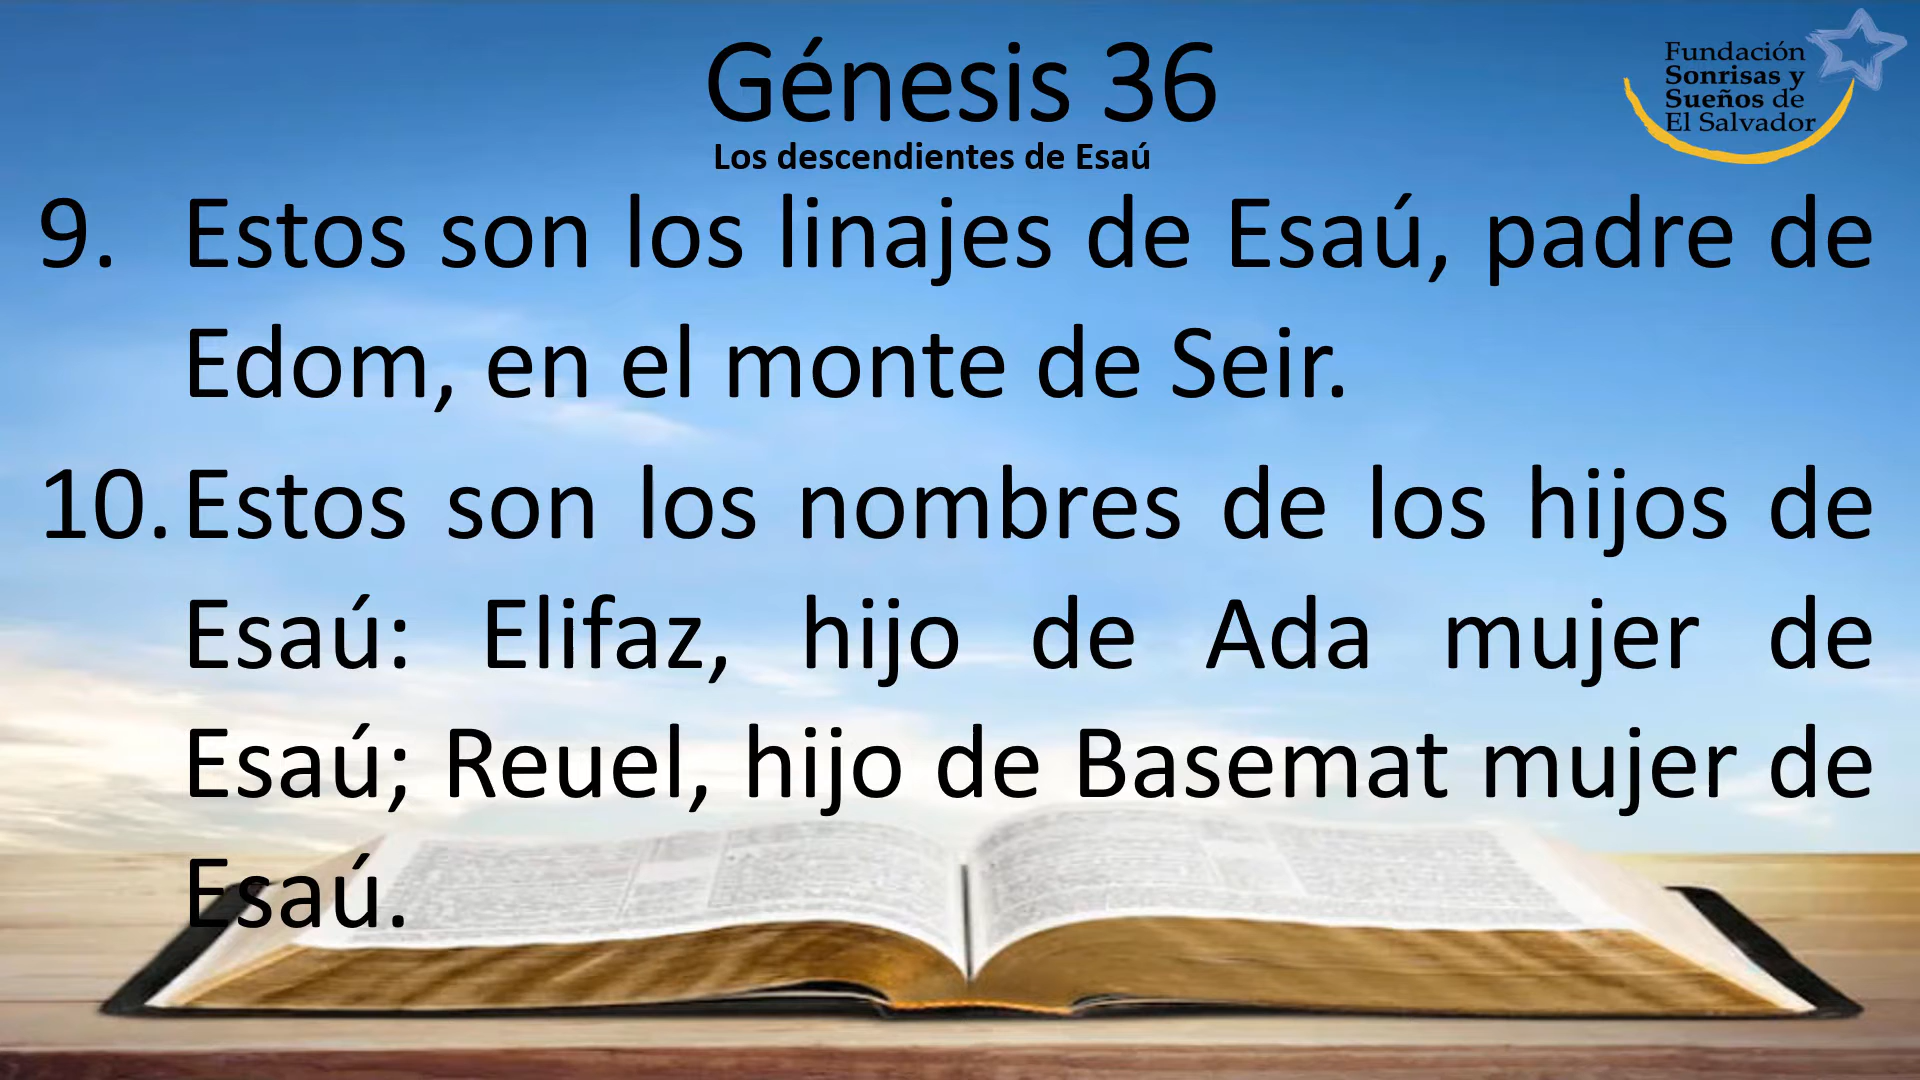 Génesis 36
Los descendientes de Esaú
Fundación
Sonrisas y
Sueños de
El Salvador
9. Estos son los linajes de Esaú, padre de
Edom, en el monte de Seir.
10. Estos son los nombres de los hijos de
Esaú: Elifaz, hijo de Ada mujer de
Esaú; Reuel, hijo de Basemat mujer de
Esaú.